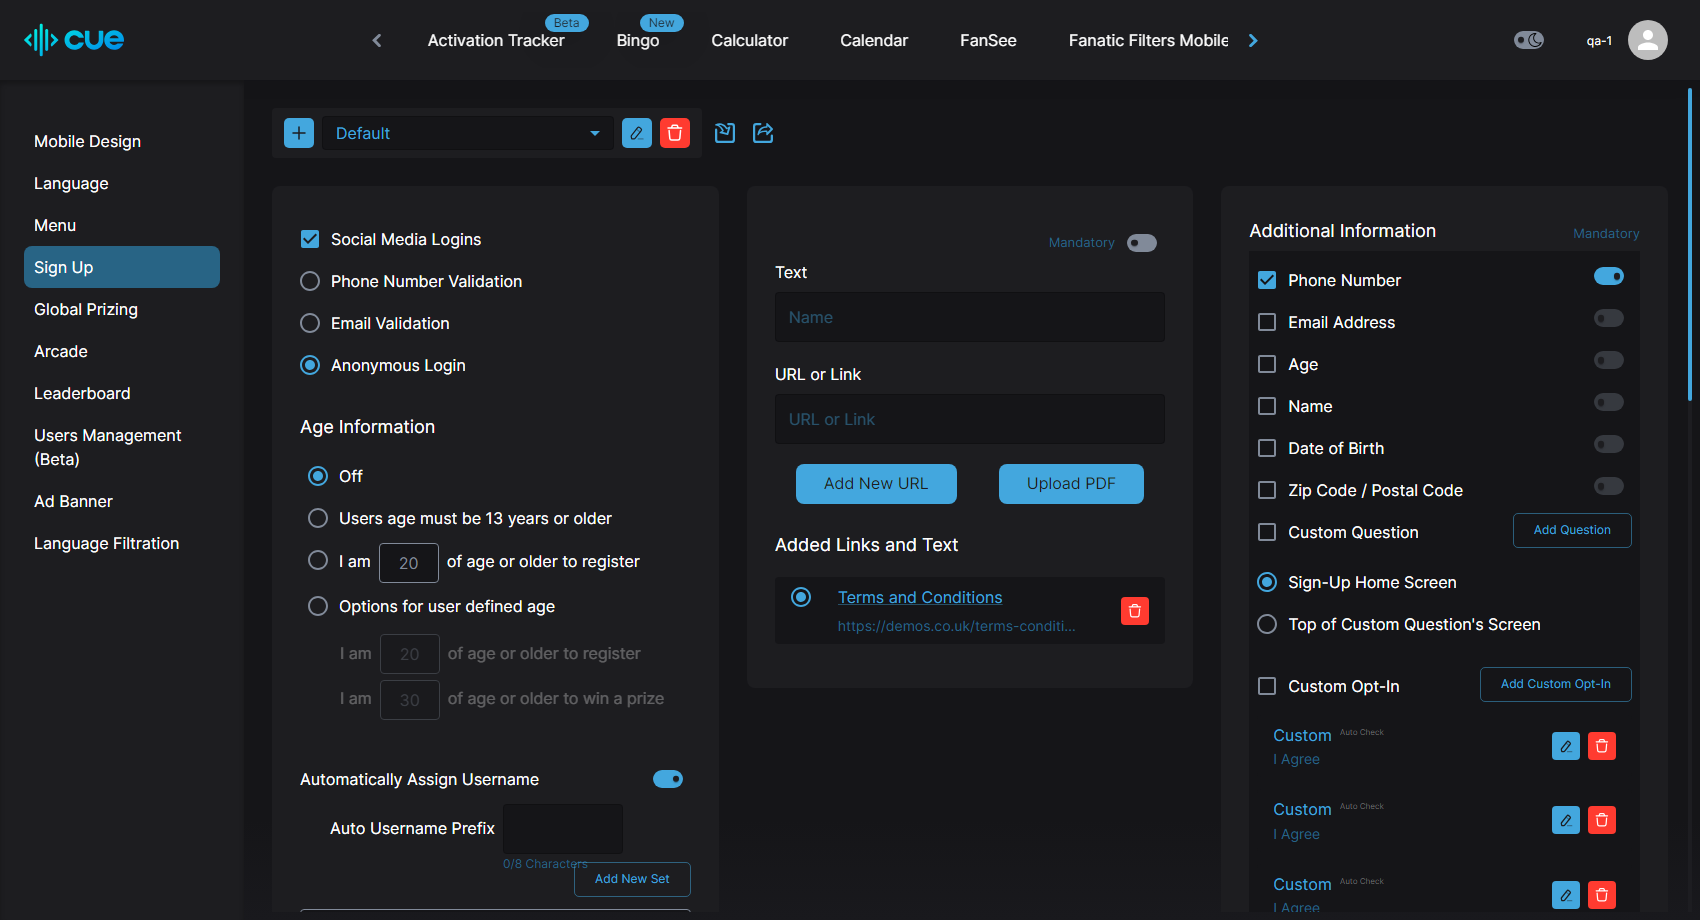 cue
Activation Tracker
Beta
Bingo
New
Calculator
Calendar
FanSee
Fanatic Filters Mobile
qa-1
Mobile Design
Language
Menu
Sign Up
Global Prizing
Arcade
Leaderboard
Users Management
(Beta)
Ad Banner
Language Filtration
Default
Social Media Logins
Phone Number Validation
Email Validation
Anonymous Login
Age Information
Off
Users age must be 13 years or older
I am 20 of age or older to register
Options for user defined age
I am 20 of age or older to register
I am 30 of age or older to win a prize
Automatically Assign Username
Auto Username Prefix
0/8 Characters
Add New Set
Mandatory
Text
Name
URL or Link
URL or Link
Add New URL
Upload PDF
Added Links and Text
Terms and Conditions
https://demos.co.uk/terms-conditi...
Additional Information
Mandatory
Phone Number
Email Address
Age
Name
Date of Birth
Zip Code / Postal Code
Custom Question
Add Question
Sign-Up Home Screen
Top of Custom Question's Screen
Custom Opt-In
Add Custom Opt-In
Custom Auto Check
I Agree
Custom Auto Check
I Agree
Custom Auto Check
I Agree